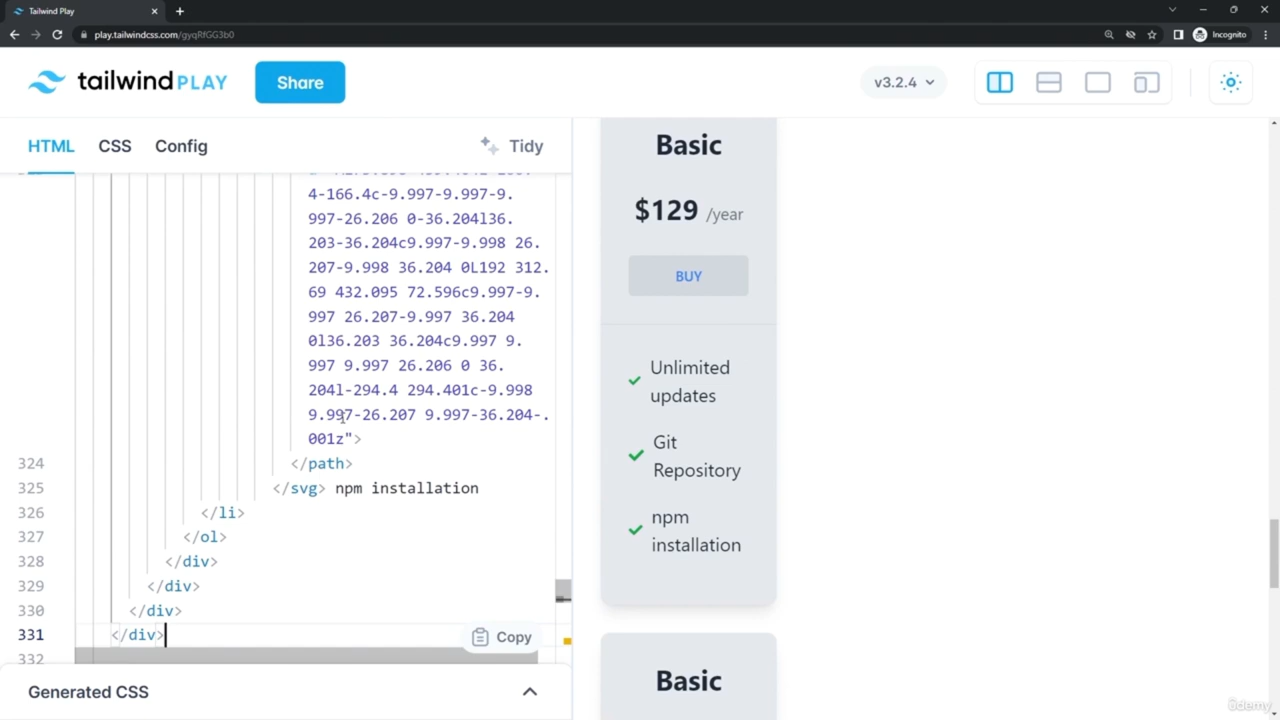 Tailwind Play
play.tailwindcss.com/gyqRfGG3b0
Incognito
tailwindPLAY
Share
v3.2.4
HTML
CSS
Config
Tidy
4-166.4c-9.997-9.997-9.
997-26.206 0-36.204l36.
203-36.204c9.997-9.998 26.
207-9.998 36.204 0L192 312.
69 432.095 72.596c9.997-9.
997 26.207-9.997 36.204
0l36.203 36.204c9.997 9.
997 9.997 26.206 0 36.
204l-294.4 294.401c-9.998
9.997-26.207 9.997-36.204-.
001z">
324 </path>
325 </svg> npm installation
326 </li>
327 </ol>
328 </div>
329 </div>
330 </div>
331 </div>
332
Copy
Generated CSS
Basic
$129 /year
BUY
Unlimited
updates
Git
Repository
npm
installation
Basic
ûdemy